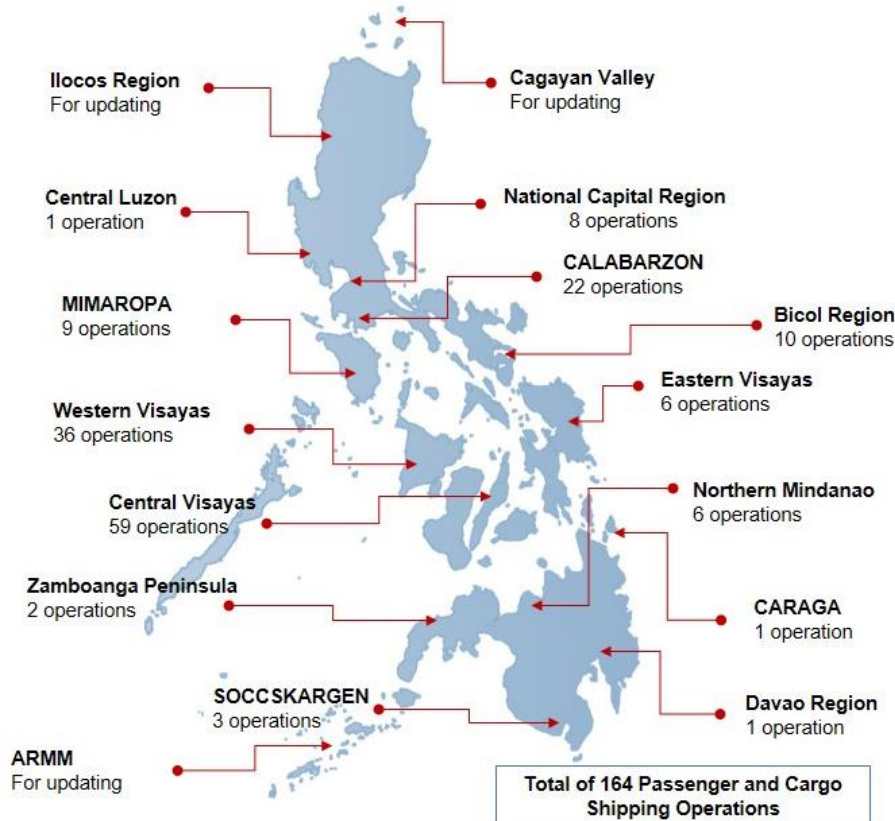 Ilocos Region
For updating
Cagayan Valley
For updating
Central Luzon
1 operation
National Capital Region
8 operations
CALABARZON
22 operations
MIMAROPA
9 operations
Bicol Region
10 operations
Eastern Visayas
6 operations
Western Visayas
36 operations
Northern Mindanao
6 operations
Central Visayas
59 operations
Zamboanga Peninsula
2 operations
CARAGA
1 operation
SOCCSKARGEN
3 operations
Davao Region
1 operation
ARMM
For updating
Total of 164 Passenger and Cargo
Shipping Operations